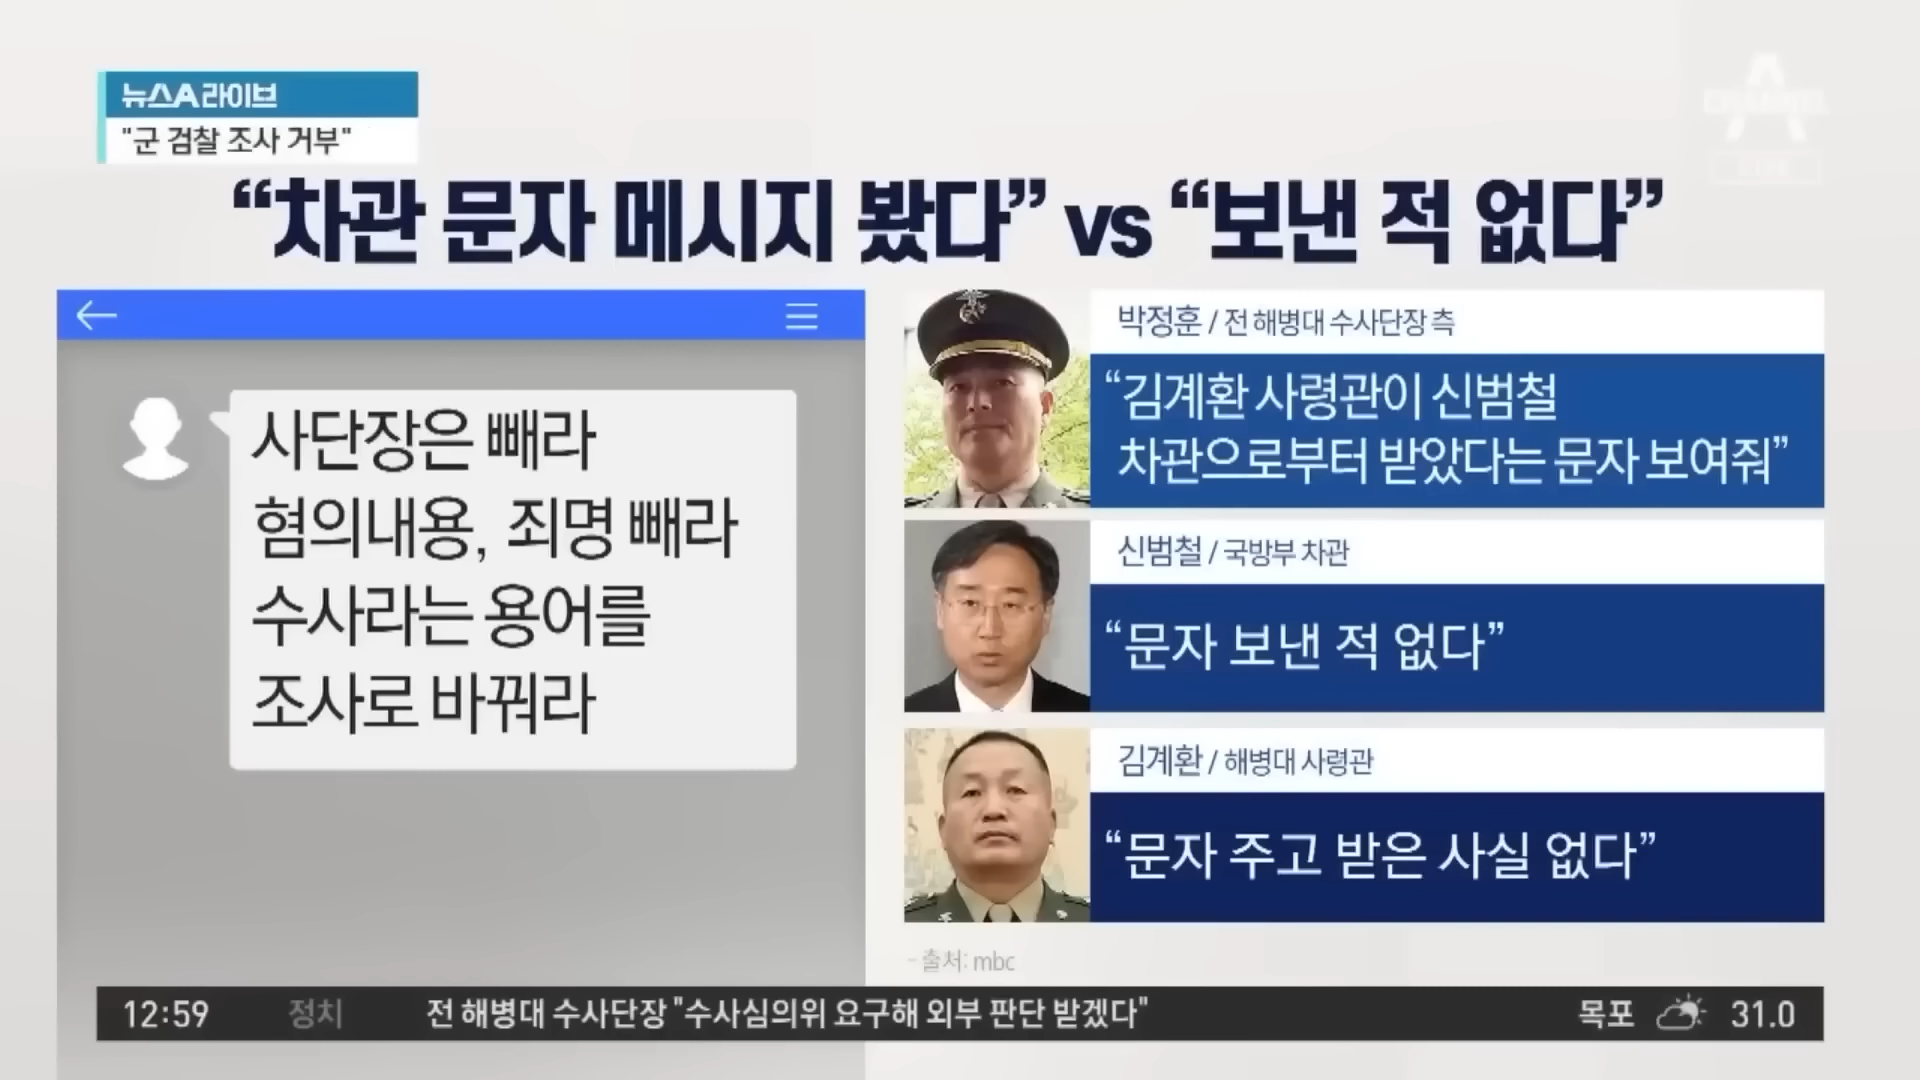 뉴스A라이브
"군 검찰 조사 거부"
CHANNEL A
LIVE
“차관 문자 메시지 봤다” vs “보낸 적 없다”
사단장은 빼라
혐의내용, 죄명 빼라
수사라는 용어를
조사로 바꿔라
박정훈 / 전 해병대 수사단장 측
“김계환 사령관이 신범철
차관으로부터 받았다는 문자 보여줘”
신범철 / 국방부 차관
“문자 보낸 적 없다”
김계환 / 해병대 사령관
“문자 주고 받은 사실 없다”
- 출처: mbc
12:59 정치 전 해병대 수사단장 "수사심의위 요구해 외부 판단 받겠다" 목포 31.0